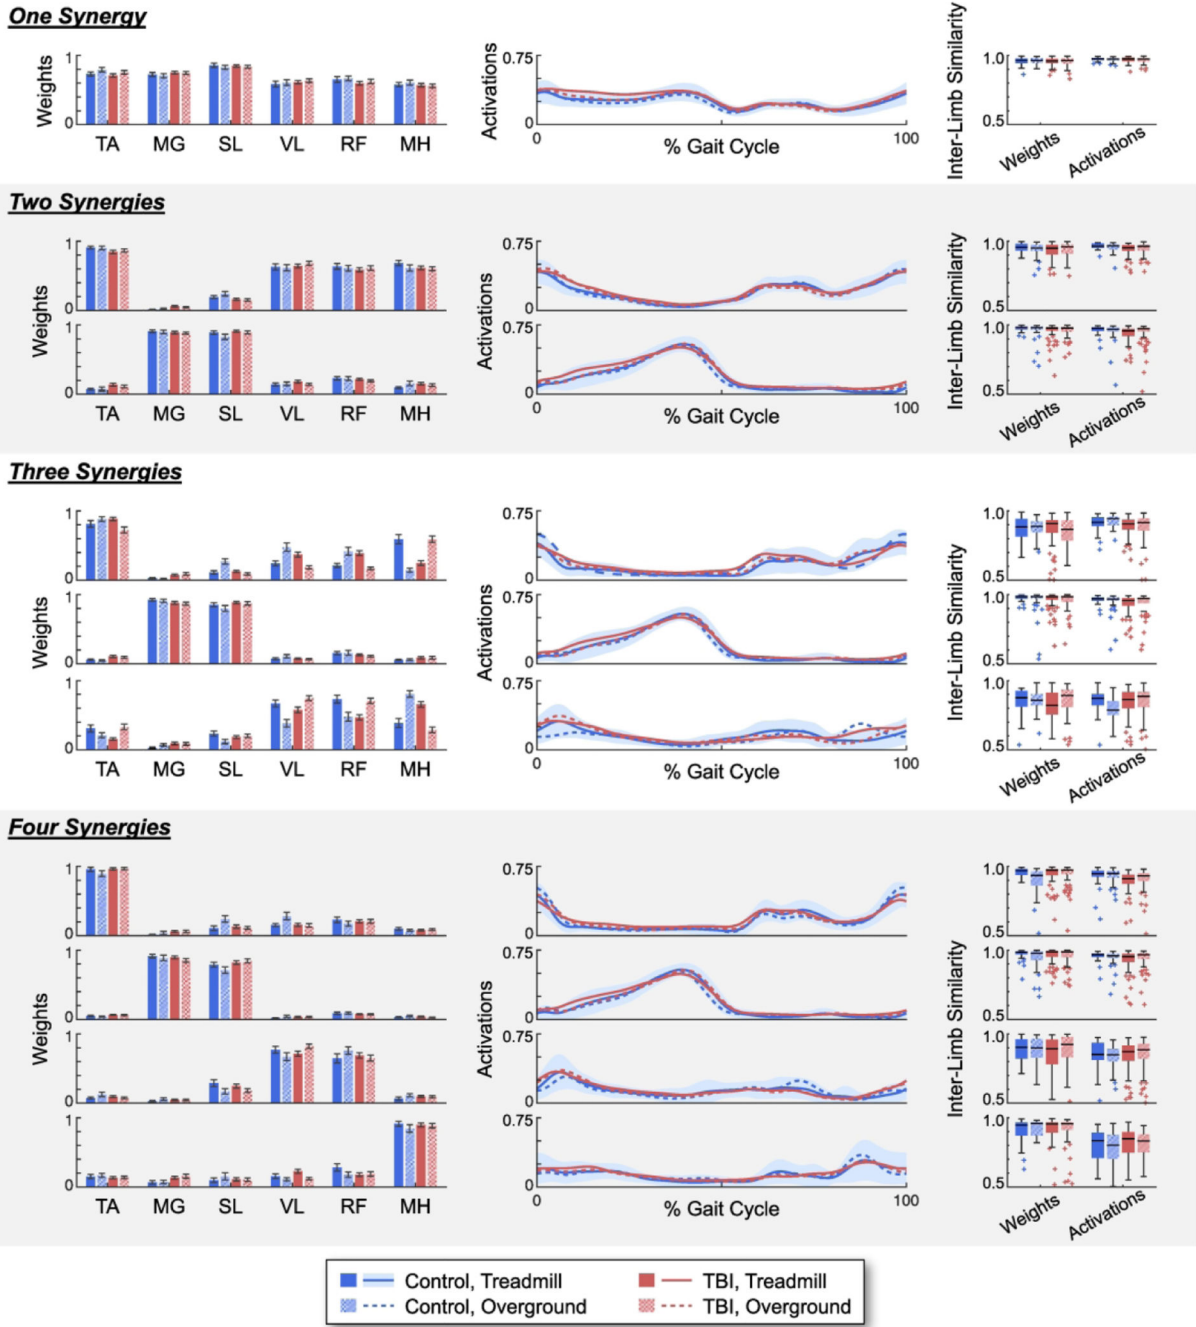 One Synergy
Weights
1
0
TA MG SL VL RF MH
Activations
0.75
0
0 100
% Gait Cycle
Inter-Limb Similarity
1.0
0.5
Weights Activations
Two Synergies
Weights
1
0
1
0
TA MG SL VL RF MH
Activations
0.75
0
Activations
0.75
0
0 100
% Gait Cycle
Inter-Limb Similarity
1.0
0.5
1.0
0.5
Weights Activations
Three Synergies
Weights
1
0
1
0
1
0
TA MG SL VL RF MH
Activations
0.75
0
0.75
0
0.75
0
0 100
% Gait Cycle
Inter-Limb Similarity
1.0
0.5
1.0
0.5
1.0
0.5
Weights Activations
Four Synergies
Weights
1
0
1
0
1
0
1
0
TA MG SL VL RF MH
Activations
0.75
0
0.75
0
0.75
0
0.75
0
0 100
% Gait Cycle
Inter-Limb Similarity
1.0
0.5
1.0
0.5
1.0
0.5
1.0
0.5
Weights Activations
Control, Treadmill TBI, Treadmill
Control, Overground TBI, Overground